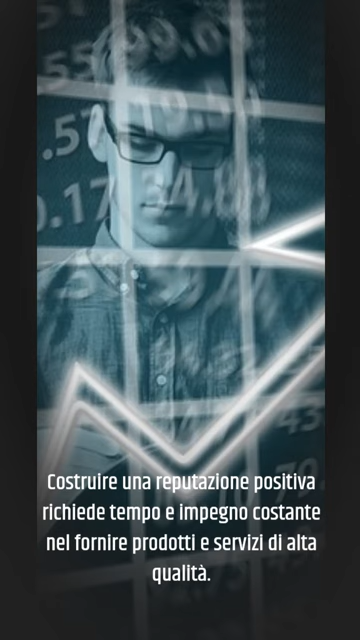 Costruire una reputazione positiva
richiede tempo e impegno costante
nel fornire prodotti e servizi di alta
qualità.